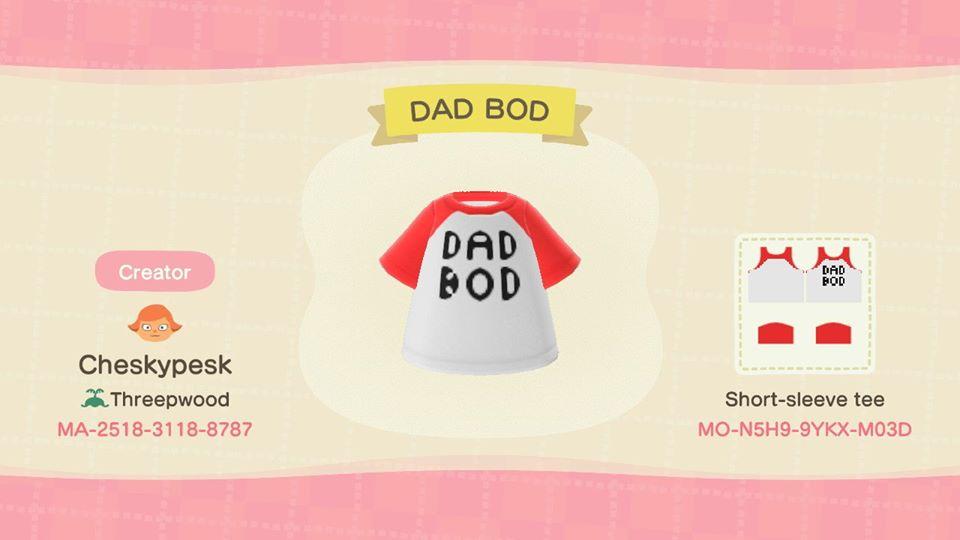 DAD BOD
DAD
BOD
Creator
Cheskypesk
Threepwood
MA-2518-3118-8787
DAD
BOD
Short-sleeve tee
MO-N5H9-9YKX-M03D